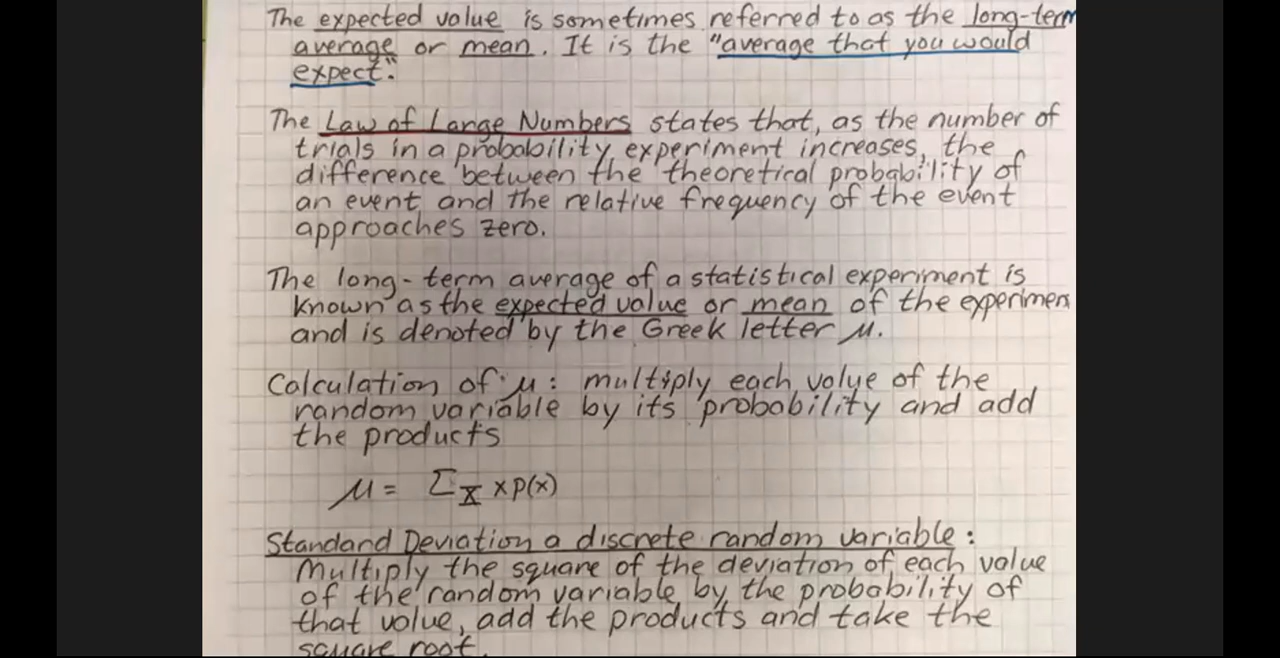 The expected value is sometimes referred to as the long-term
average or mean. It is the "average that you would
expect".
The Law of Large Numbers states that, as the number of
trials in a probability experiment increases, the
difference between the theoretical probability of
an event and the relative frequency of the event
approaches zero.
The long-term average of a statistical experiment is
known as the expected value or mean of the experimen
and is denoted by the Greek letter μ.
Calculation of μ: multiply each value of the
random variable by its probability and add
the products
μ = Σ_X x p(x)
Standard Deviation a discrete random variable:
Multiply the square of the deviation of each value
of the random variable by the probability of
that value, add the products and take the
square root.